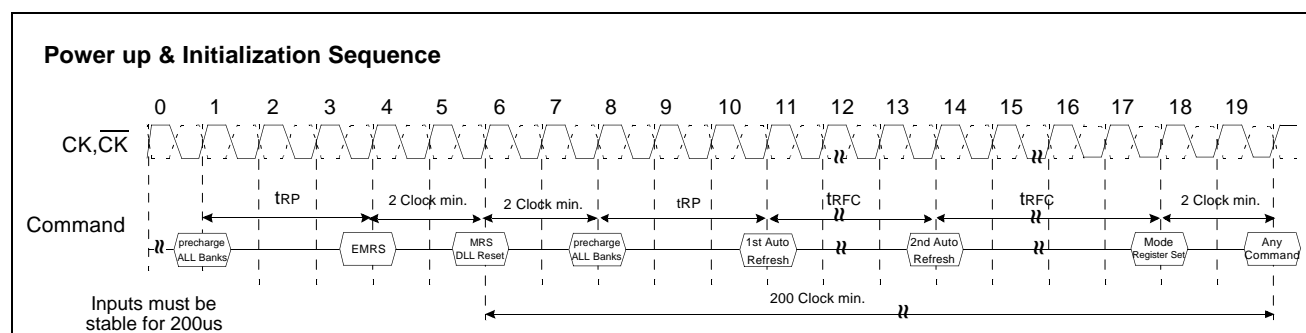 Power up & Initialization Sequence
0 1 2 3 4 5 6 7 8 9 10 11 12 13 14 15 16 17 18 19
CK,CK
tRP 2 Clock min. 2 Clock min. tRP tRFC tRFC 2 Clock min.
Command
precharge
ALL Banks
EMRS
MRS
DLL Reset
precharge
ALL Banks
1st Auto
Refresh
2nd Auto
Refresh
Mode
Register Set
Any
Command
200 Clock min.
Inputs must be
stable for 200us